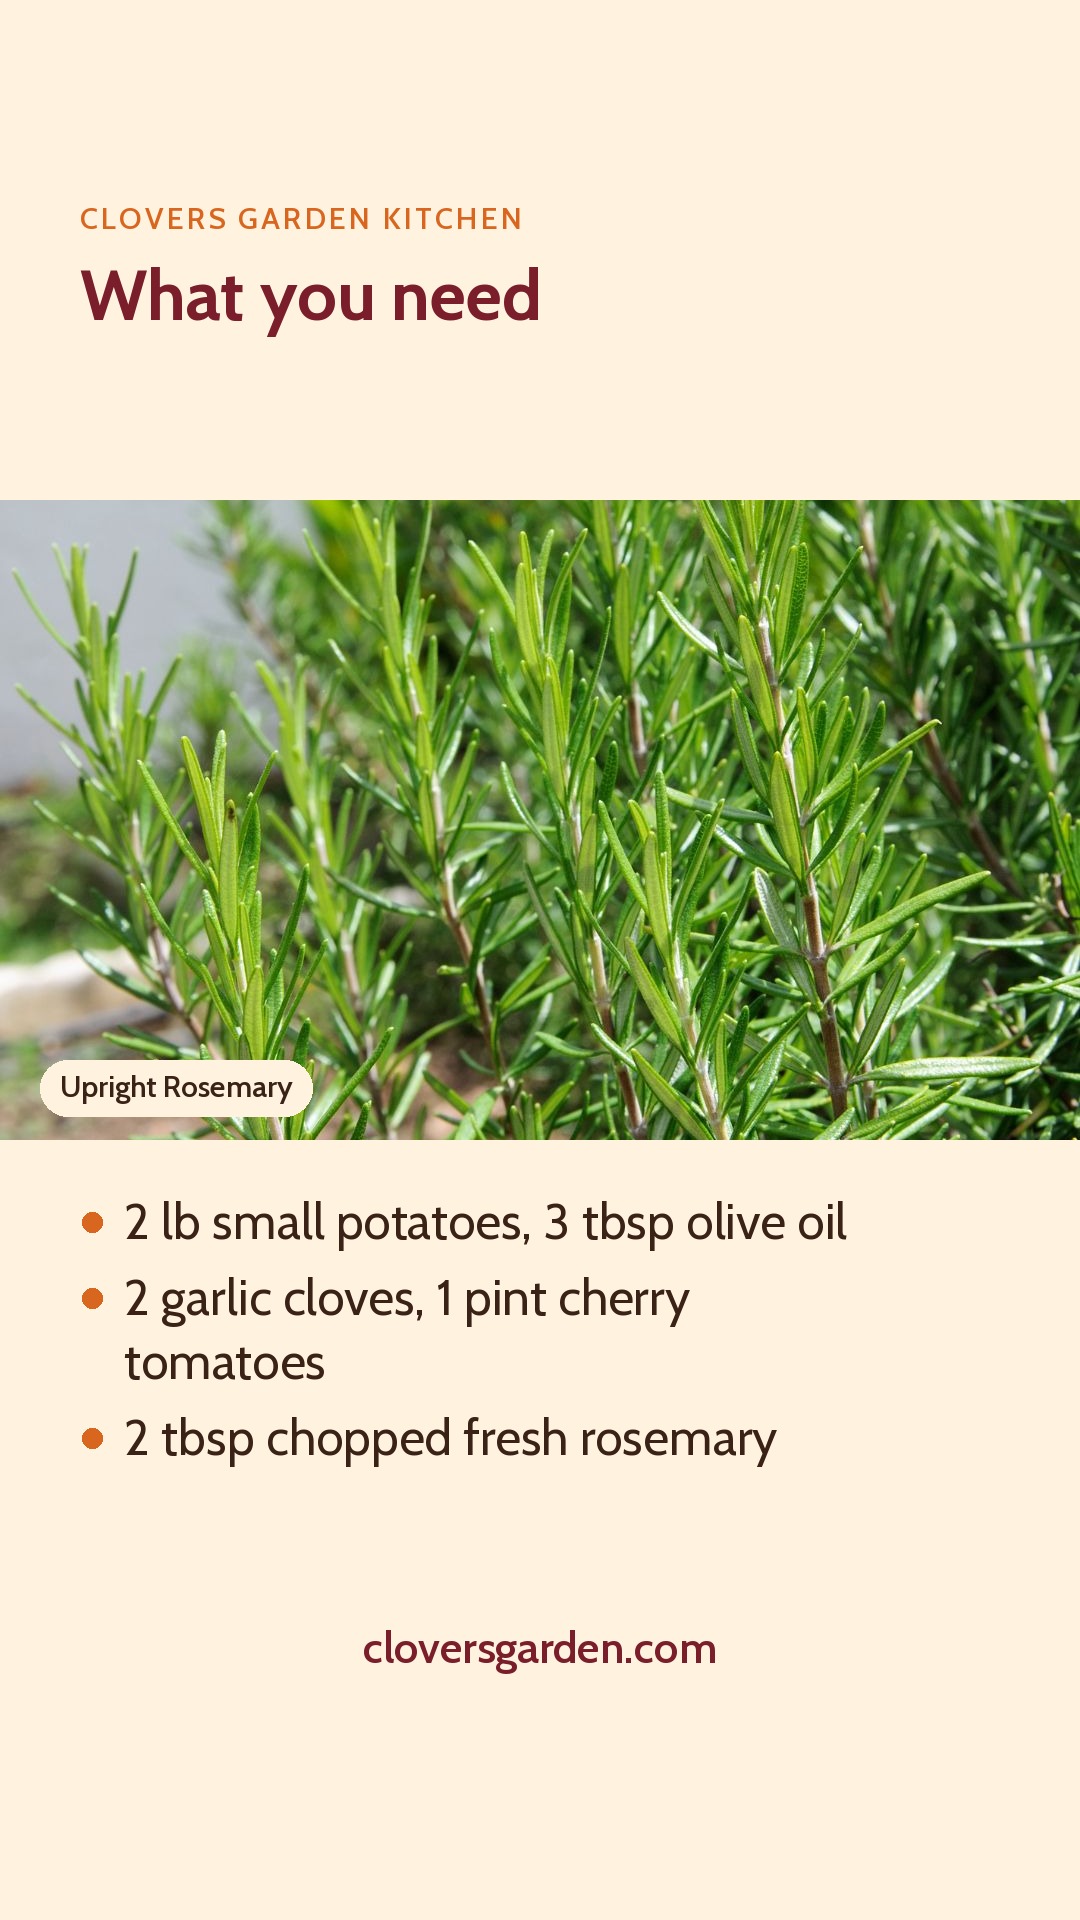 CLOVERS GARDEN KITCHEN
What you need
Upright Rosemary
2 lb small potatoes, 3 tbsp olive oil
2 garlic cloves, 1 pint cherry
tomatoes
2 tbsp chopped fresh rosemary
cloversgarden.com